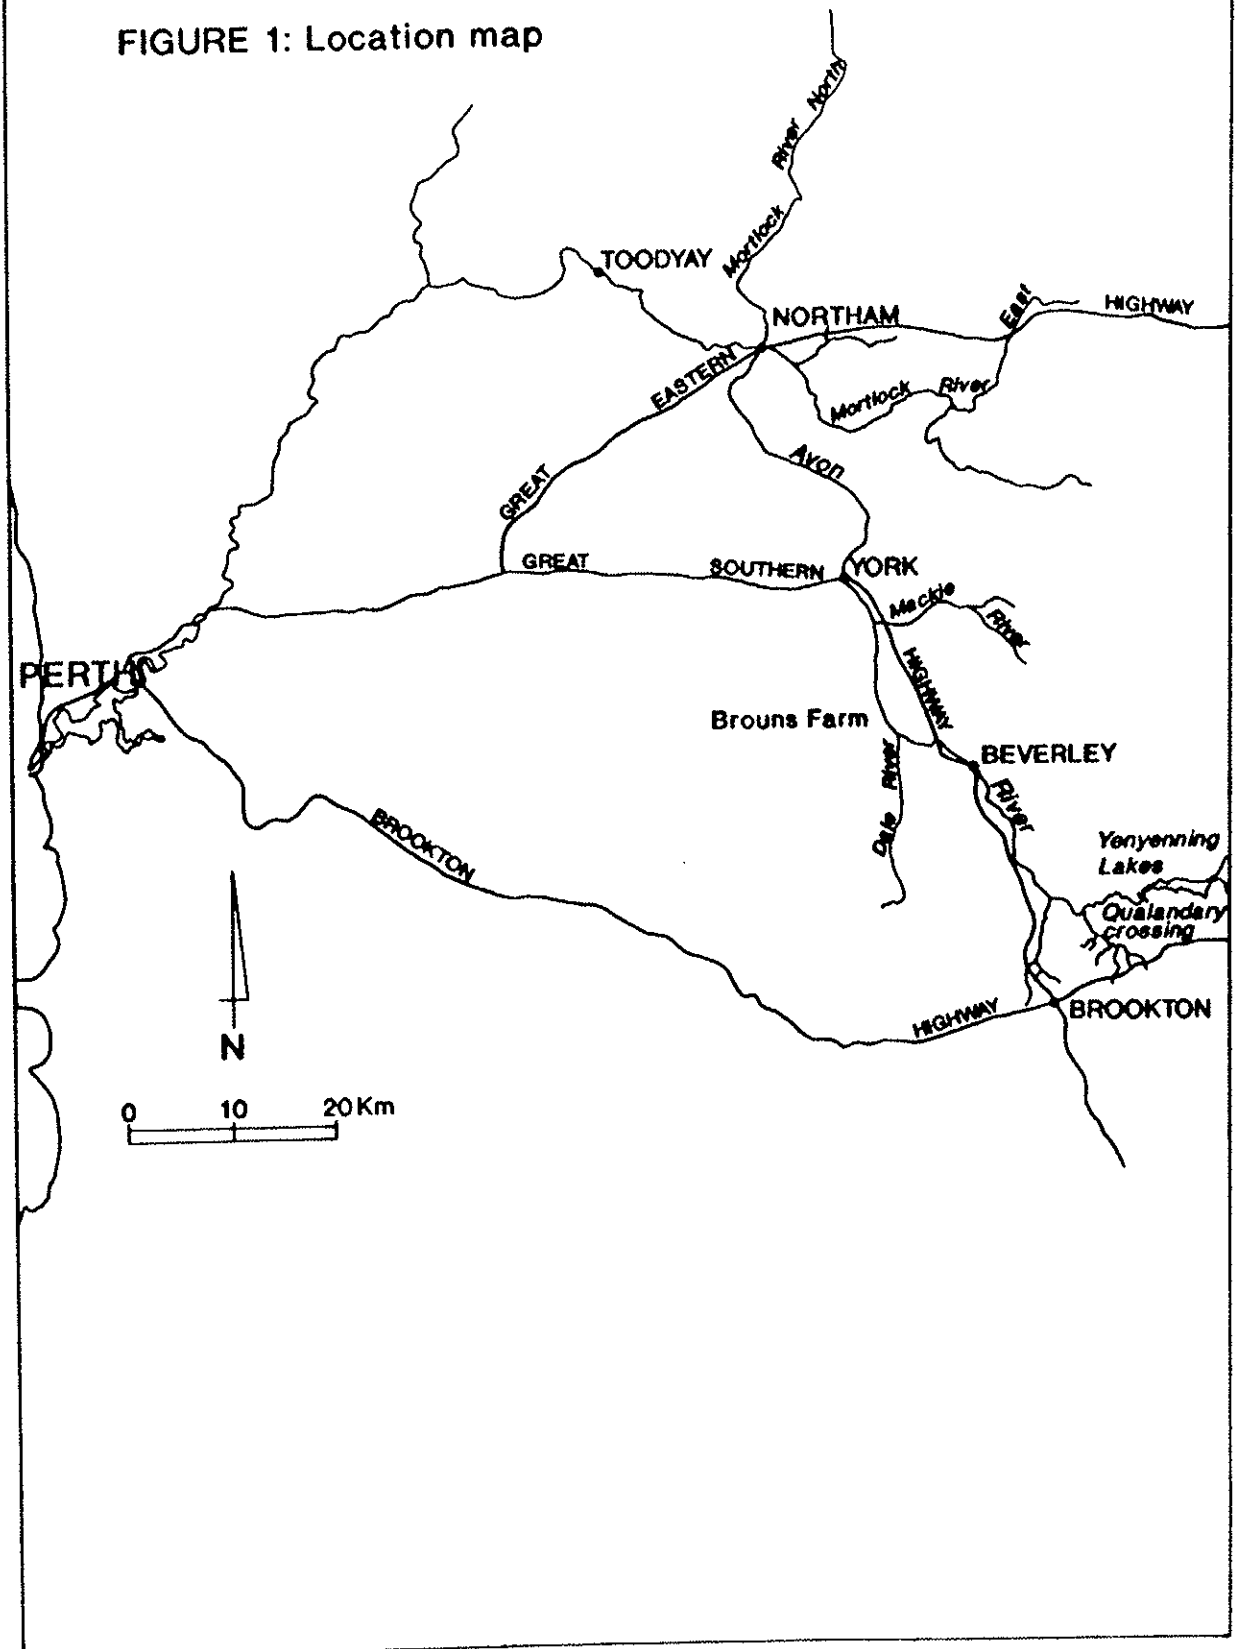 FIGURE 1: Location map
Mortlock River North
TOODYAY
NORTHAM
East
HIGHWAY
EASTERN
Mortlock River
GREAT
Avon
GREAT SOUTHERN
YORK
Mackie River
PERTH
HIGHWAY
Brouns Farm
BEVERLEY
Dale River
River
BROOKTON
Yenyenning
Lakes
Qualandary
crossing
HIGHWAY
BROOKTON
N
0 10 20 Km